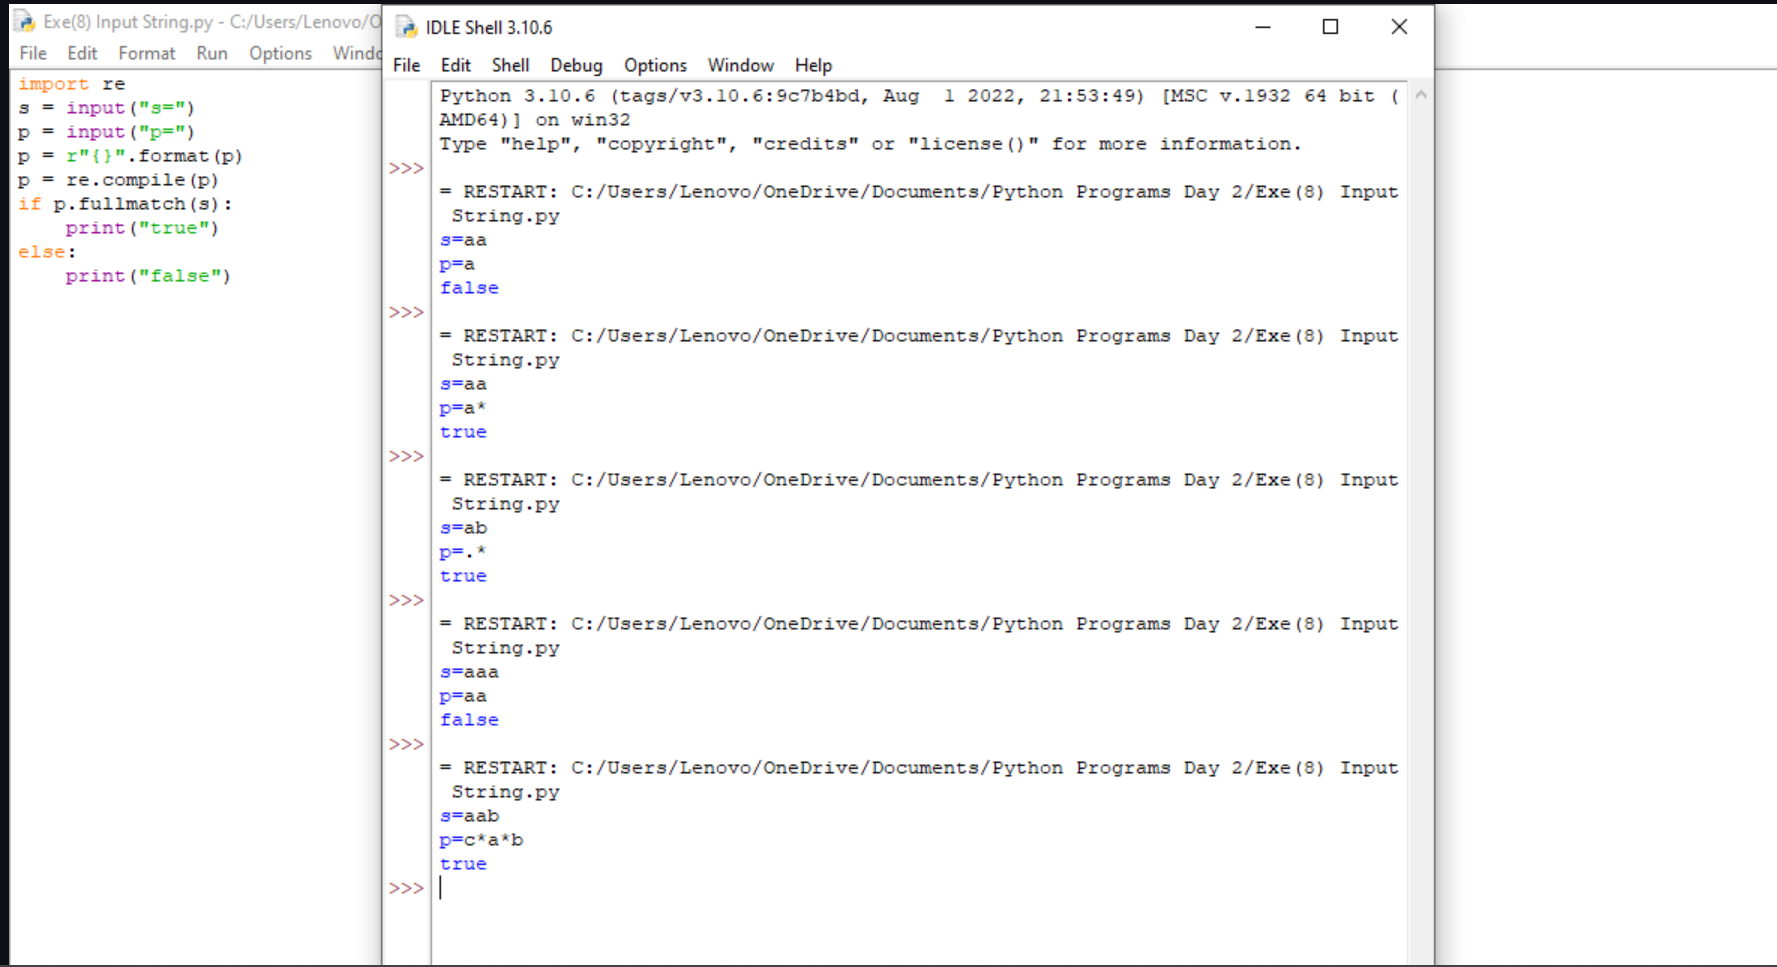 Exe(8) Input String.py - C:/Users/Lenovo/O
File Edit Format Run Options Windo
import re
s = input("s=")
p = input("p=")
p = r"{}".format(p)
p = re.compile(p)
if p.fullmatch(s):
    print("true")
else:
    print("false")
IDLE Shell 3.10.6
File Edit Shell Debug Options Window Help
Python 3.10.6 (tags/v3.10.6:9c7b4bd, Aug  1 2022, 21:53:49) [MSC v.1932 64 bit (
AMD64)] on win32
Type "help", "copyright", "credits" or "license()" for more information.
>>>
= RESTART: C:/Users/Lenovo/OneDrive/Documents/Python Programs Day 2/Exe(8) Input
 String.py
s=aa
p=a
false
>>>
= RESTART: C:/Users/Lenovo/OneDrive/Documents/Python Programs Day 2/Exe(8) Input
 String.py
s=aa
p=a*
true
>>>
= RESTART: C:/Users/Lenovo/OneDrive/Documents/Python Programs Day 2/Exe(8) Input
 String.py
s=ab
p=.*
true
>>>
= RESTART: C:/Users/Lenovo/OneDrive/Documents/Python Programs Day 2/Exe(8) Input
 String.py
s=aaa
p=aa
false
>>>
= RESTART: C:/Users/Lenovo/OneDrive/Documents/Python Programs Day 2/Exe(8) Input
 String.py
s=aab
p=c*a*b
true
>>>